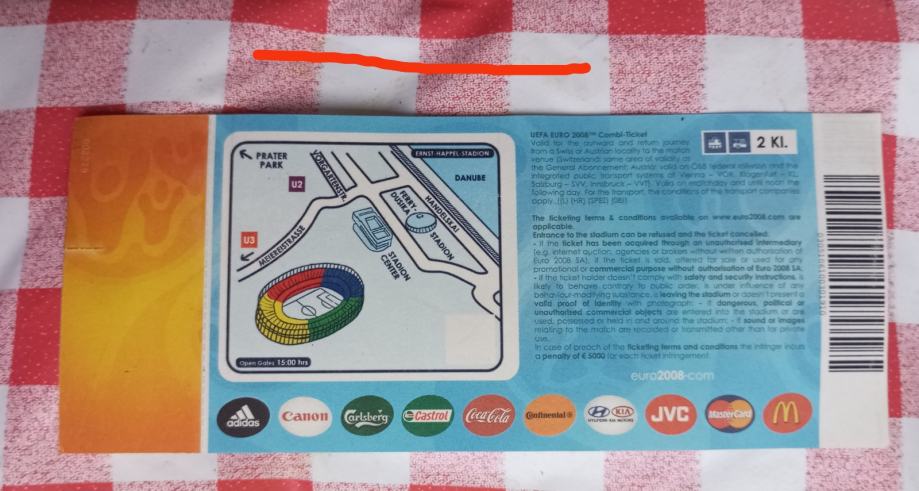 PRATER
PARK
VORGARTENSTR.
ERNST-HAPPEL-STADION
U2
DANUBE
FERRY-
DUSIKA
HANDELSKAI
STADION
U3
MEIEREISTRASSE
STADION
CENTER
Open Gates 15:00 hrs
UEFA EURO 2008™ Combi-Ticket
2 Kl.
Valid for the outward and return journey
from a Swiss or Austrian locality to the match
venue (Switzerland: same area of validity as
the General Abonnement; Austria: valid on ÖBB federal railways and the
integrated public transport systems of Vienna – VOR, Klagenfurt – KL,
Salzburg – SVV, Innsbruck – VVT). Valid on matchday and until noon the
following day. For the transport, the conditions of the transport companies
apply.
The ticketing terms & conditions available on www.euro2008.com are
applicable.
Entrance to the stadium can be refused and the ticket cancelled:
- if the ticket has been acquired through an unauthorised intermediary
(e.g. internet auction, agencies or brokers without written authorisation of
Euro 2008 SA), if the ticket is sold, offered for sale or used for any
promotional or commercial purpose without authorisation of Euro 2008 SA;
- if the ticket holder doesn't comply with safety and security instructions, is
likely to behave contrary to public order, is under influence of any
behaviour-modifying substance, is leaving the stadium or doesn't present a
valid proof of identity with photograph; - if dangerous, political or
unauthorised commercial objects are entered into the stadium or are
used, possessed or held in and around the stadium; - if sound or images
relating to the match are recorded or transmitted other than for private
use.
In case of breach of the ticketing terms and conditions the infringer incurs
a penalty of € 5000 for each ticket infringement.
euro2008.com
adidas
Canon
Carlsberg
Castrol
Coca-Cola
Continental
HYUNDAI KIA MOTORS
JVC
MasterCard